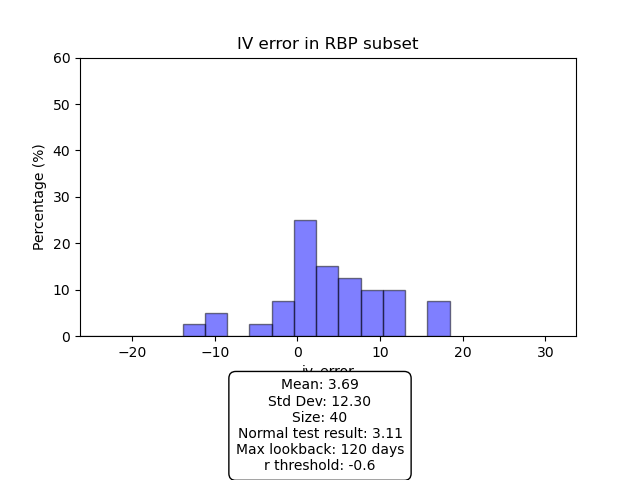 IV error in RBP subset
60
50
40
30
20
10
0
Percentage (%)
−20 −10 0 10 20 30
iv_error
Mean: 3.69
Std Dev: 12.30
Size: 40
Normal test result: 3.11
Max lookback: 120 days
r threshold: -0.6